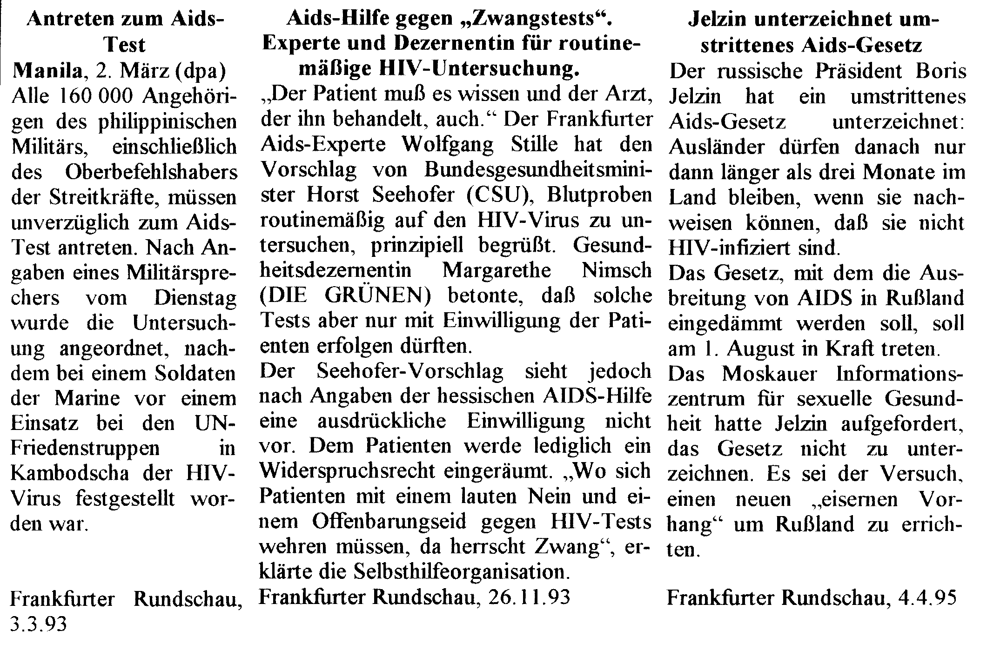 Antreten zum Aids-
Test
Manila, 2. März (dpa)
Alle 160 000 Angehöri-
gen des philippinischen
Militärs, einschließlich
des Oberbefehlshabers
der Streitkräfte, müssen
unverzüglich zum Aids-
Test antreten. Nach An-
gaben eines Militärspre-
chers vom Dienstag
wurde die Untersuch-
ung angeordnet, nach-
dem bei einem Soldaten
der Marine vor einem
Einsatz bei den UN-
Friedenstruppen in
Kambodscha der HIV-
Virus festgestellt wor-
den war.
Frankfurter Rundschau,
3.3.93
Aids-Hilfe gegen „Zwangstests“.
Experte und Dezernentin für routine-
mäßige HIV-Untersuchung.
„Der Patient muß es wissen und der Arzt,
der ihn behandelt, auch.“ Der Frankfurter
Aids-Experte Wolfgang Stille hat den
Vorschlag von Bundesgesundheitsmini-
ster Horst Seehofer (CSU), Blutproben
routinemäßig auf den HIV-Virus zu un-
tersuchen, prinzipiell begrüßt. Gesund-
heitsdezernentin Margarethe Nimsch
(DIE GRÜNEN) betonte, daß solche
Tests aber nur mit Einwilligung der Pati-
enten erfolgen dürften.
Der Seehofer-Vorschlag sieht jedoch
nach Angaben der hessischen AIDS-Hilfe
eine ausdrückliche Einwilligung nicht
vor. Dem Patienten werde lediglich ein
Widerspruchsrecht eingeräumt. „Wo sich
Patienten mit einem lauten Nein und ei-
nem Offenbarungseid gegen HIV-Tests
wehren müssen, da herrscht Zwang“, er-
klärte die Selbsthilfeorganisation.
Frankfurter Rundschau, 26.11.93
Jelzin unterzeichnet um-
strittenes Aids-Gesetz
Der russische Präsident Boris
Jelzin hat ein umstrittenes
Aids-Gesetz unterzeichnet:
Ausländer dürfen danach nur
dann länger als drei Monate im
Land bleiben, wenn sie nach-
weisen können, daß sie nicht
HIV-infiziert sind.
Das Gesetz, mit dem die Aus-
breitung von AIDS in Rußland
eingedämmt werden soll, soll
am 1. August in Kraft treten.
Das Moskauer Informations-
zentrum für sexuelle Gesund-
heit hatte Jelzin aufgefordert,
das Gesetz nicht zu unter-
zeichnen. Es sei der Versuch,
einen neuen „eisernen Vor-
hang“ um Rußland zu errich-
ten.
Frankfurter Rundschau, 4.4.95